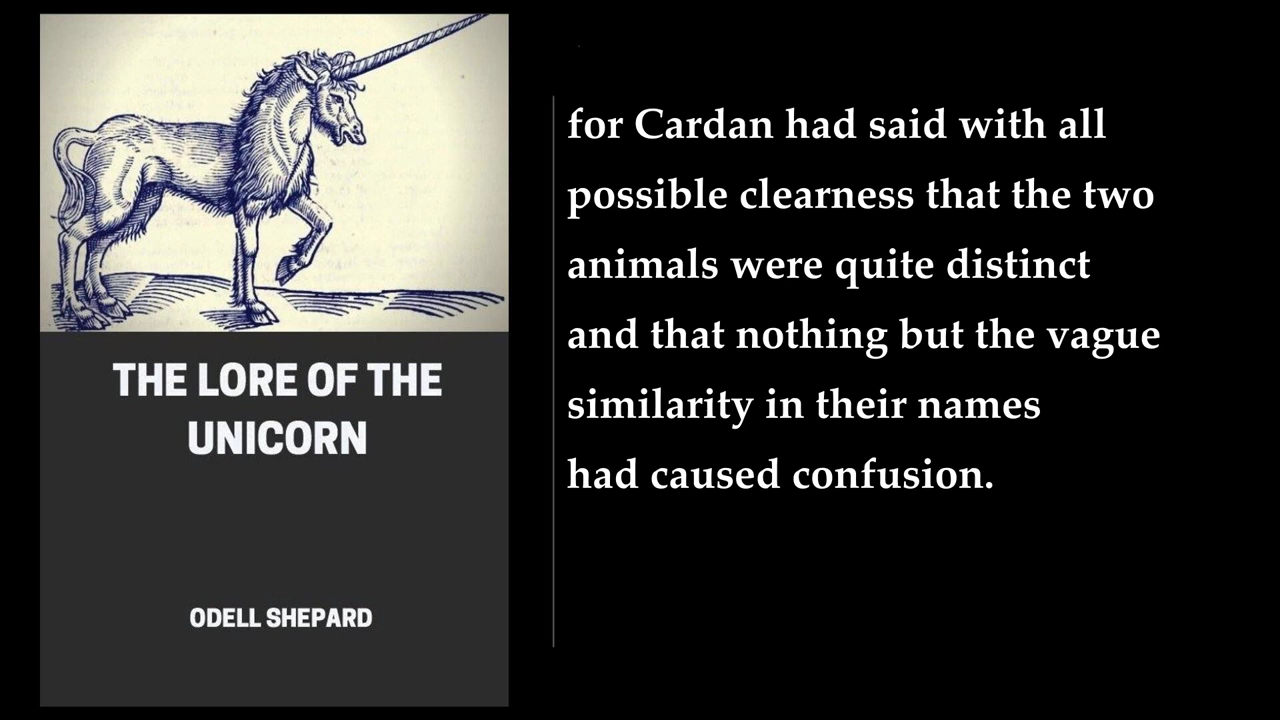 THE LORE OF THE
UNICORN
ODELL SHEPARD
for Cardan had said with all
possible clearness that the two
animals were quite distinct
and that nothing but the vague
similarity in their names
had caused confusion.